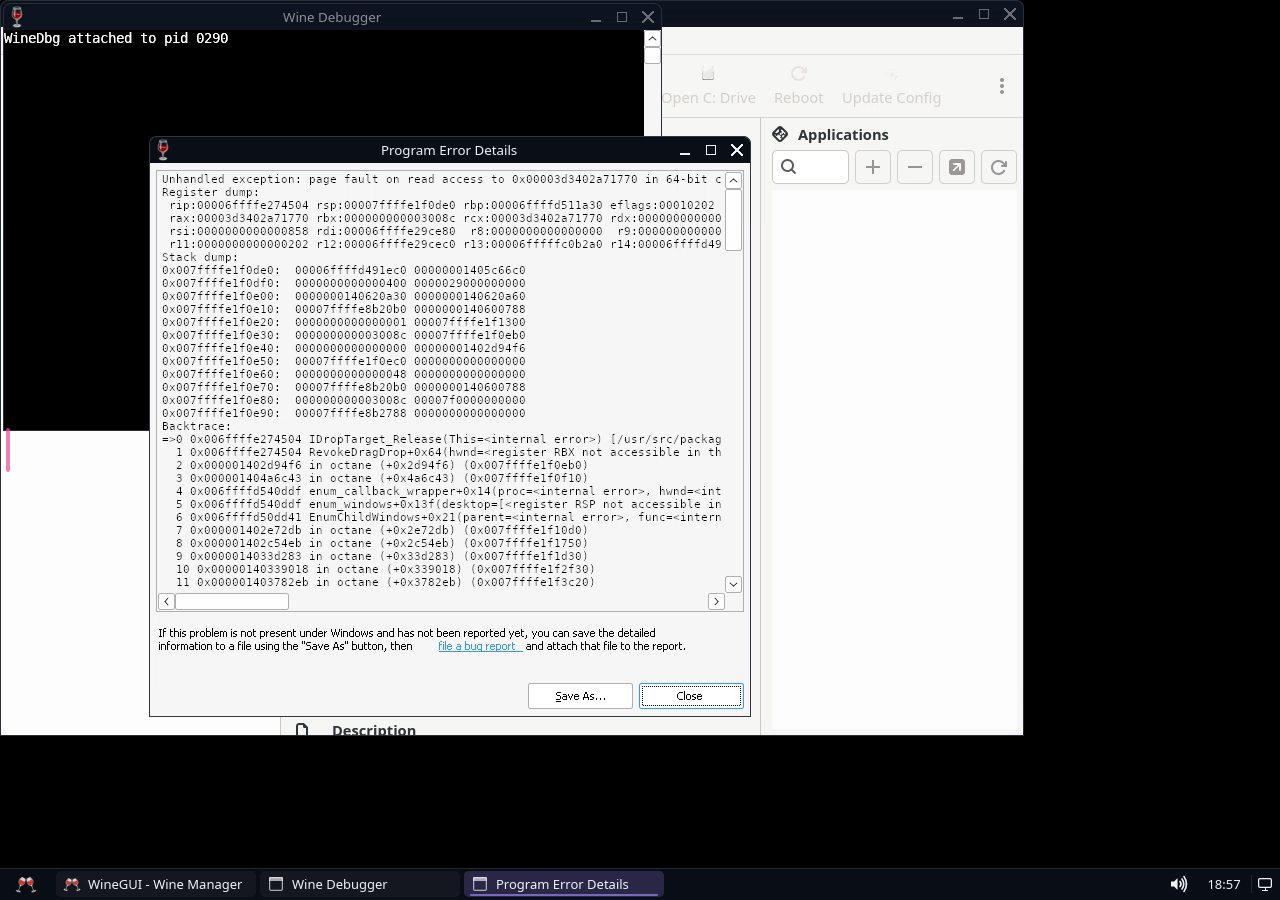 Wine Debugger
WineDbg attached to pid 0290
Open C: Drive
Reboot
Update Config
Applications
Program Error Details
Unhandled exception: page fault on read access to 0x00003d3402a71770 in 64-bit c
Register dump:
rip:00006ffffe274504 rsp:00007ffffe1f0de0 rbp:00006ffffd511a30 eflags:00010202
rax:00003d3402a71770 rbx:000000000003008c rcx:00003d3402a71770 rdx:000000000000
rsi:0000000000000858 rdi:00006ffffe29ce80 r8:0000000000000000 r9:000000000000
r11:0000000000000202 r12:00006ffffe29cec0 r13:00006fffffc0b2a0 r14:00006ffffd49
Stack dump:
0x007ffffe1f0de0: 00006ffffd491ec0 00000001405c66c0
0x007ffffe1f0df0: 0000000000000400 0000029000000000
0x007ffffe1f0e00: 0000000140620a30 0000000140620a60
0x007ffffe1f0e10: 00007ffffe8b20b0 0000000140600788
0x007ffffe1f0e20: 0000000000000001 00007ffffe1f1300
0x007ffffe1f0e30: 000000000003008c 00007ffffe1f0eb0
0x007ffffe1f0e40: 0000000000000000 00000001402d94f6
0x007ffffe1f0e50: 00007ffffe1f0ec0 0000000000000000
0x007ffffe1f0e60: 0000000000000048 0000000000000000
0x007ffffe1f0e70: 00007ffffe8b20b0 0000000140600788
0x007ffffe1f0e80: 000000000003008c 00007f0000000000
0x007ffffe1f0e90: 00007ffffe8b2788 0000000000000000
Backtrace:
=>0 0x006ffffe274504 IDropTarget_Release(This=<internal error>) [/usr/src/packag
1 0x006ffffe274504 RevokeDragDrop+0x64(hwnd=<register RBX not accessible in th
2 0x000001402d94f6 in octane (+0x2d94f6) (0x007ffffe1f0eb0)
3 0x000001404a6c43 in octane (+0x4a6c43) (0x007ffffe1f0f10)
4 0x006ffffd540ddf enum_callback_wrapper+0x14(proc=<internal error>, hwnd=<int
5 0x006ffffd540ddf enum_windows+0x13f(desktop=[<register RSP not accessible in
6 0x006ffffd50dd41 EnumChildWindows+0x21(parent=<internal error>, func=<intern
7 0x000001402e72db in octane (+0x2e72db) (0x007ffffe1f10d0)
8 0x000001402c54eb in octane (+0x2c54eb) (0x007ffffe1f1750)
9 0x0000014033d283 in octane (+0x33d283) (0x007ffffe1f1d30)
10 0x00000140339018 in octane (+0x339018) (0x007ffffe1f2f30)
11 0x000001403782eb in octane (+0x3782eb) (0x007ffffe1f3c20)
If this problem is not present under Windows and has not been reported yet, you can save the detailed
information to a file using the "Save As" button, then file a bug report and attach that file to the report.
Save As...
Close
Description
WineGUI - Wine Manager
Wine Debugger
Program Error Details
18:57